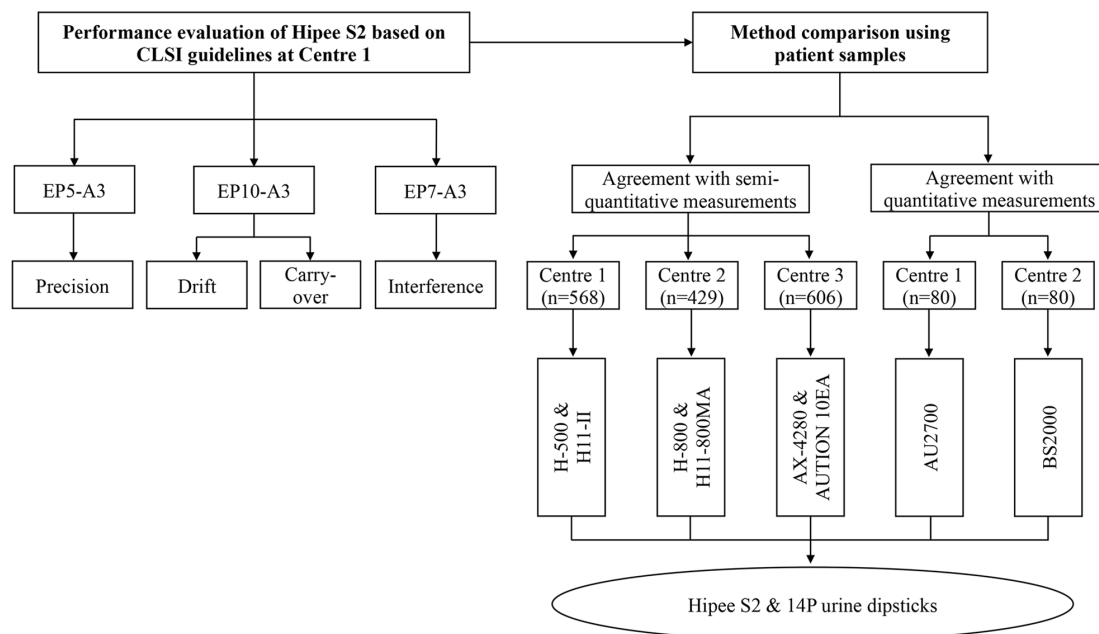 Performance evaluation of Hipee S2 based on
CLSI guidelines at Centre 1
Method comparison using
patient samples
EP5-A3
EP10-A3
EP7-A3
Agreement with semi-
quantitative measurements
Agreement with
quantitative measurements
Precision
Drift
Carry-
over
Interference
Centre 1
(n=568)
Centre 2
(n=429)
Centre 3
(n=606)
Centre 1
(n=80)
Centre 2
(n=80)
H-500 &
H11-II
H-800 &
H11-800MA
AX-4280 &
AUTION 10EA
AU2700
BS2000
Hipee S2 & 14P urine dipsticks